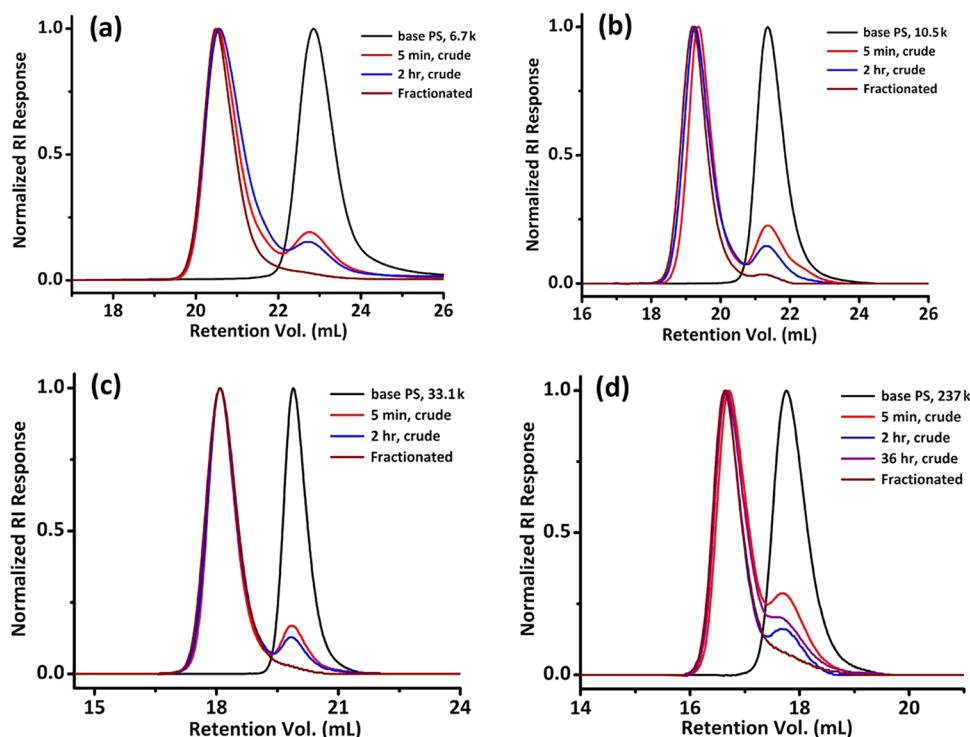 (a)
base PS, 6.7k
5 min, crude
2 hr, crude
Fractionated
Normalized RI Response
1.0
0.5
0.0
18 20 22 24 26
Retention Vol. (mL)
(b)
base PS, 10.5k
5 min, crude
2 hr, crude
Fractionated
Normalized RI Response
1.0
0.5
0.0
16 18 20 22 24 26
Retention Vol. (mL)
(c)
base PS, 33.1k
5 min, crude
2 hr, crude
Fractionated
Normalized RI Response
1.0
0.5
0.0
15 18 21 24
Retention Vol. (mL)
(d)
base PS, 237k
5 min, crude
2 hr, crude
36 hr, crude
Fractionated
Normalized RI Response
1.0
0.5
0.0
14 16 18 20
Retention Vol. (mL)